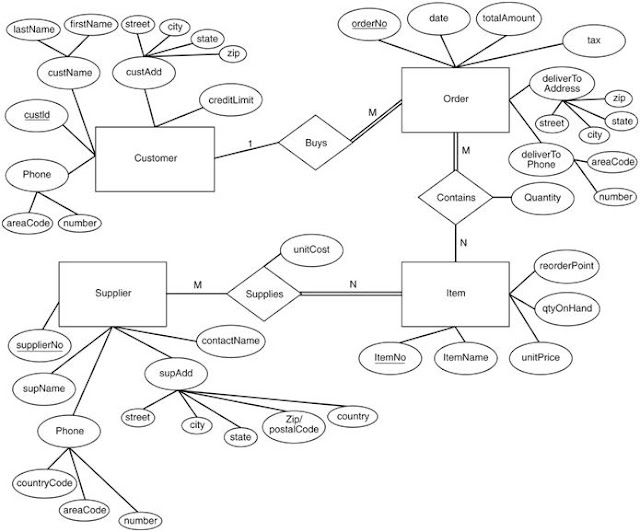 lastName
firstName
street
city
state
zip
custName
custAdd
custId
creditLimit
Phone
areaCode
number
Customer
1
Buys
M
orderNo
date
totalAmount
tax
Order
deliverTo
Address
zip
state
city
street
deliverTo
Phone
areaCode
number
M
Contains
Quantity
N
unitCost
Supplier
M
Supplies
N
Item
reorderPoint
qtyOnHand
unitPrice
ItemNo
ItemName
supplierNo
supName
contactName
supAdd
street
city
state
Zip/
postalCode
country
Phone
countryCode
areaCode
number